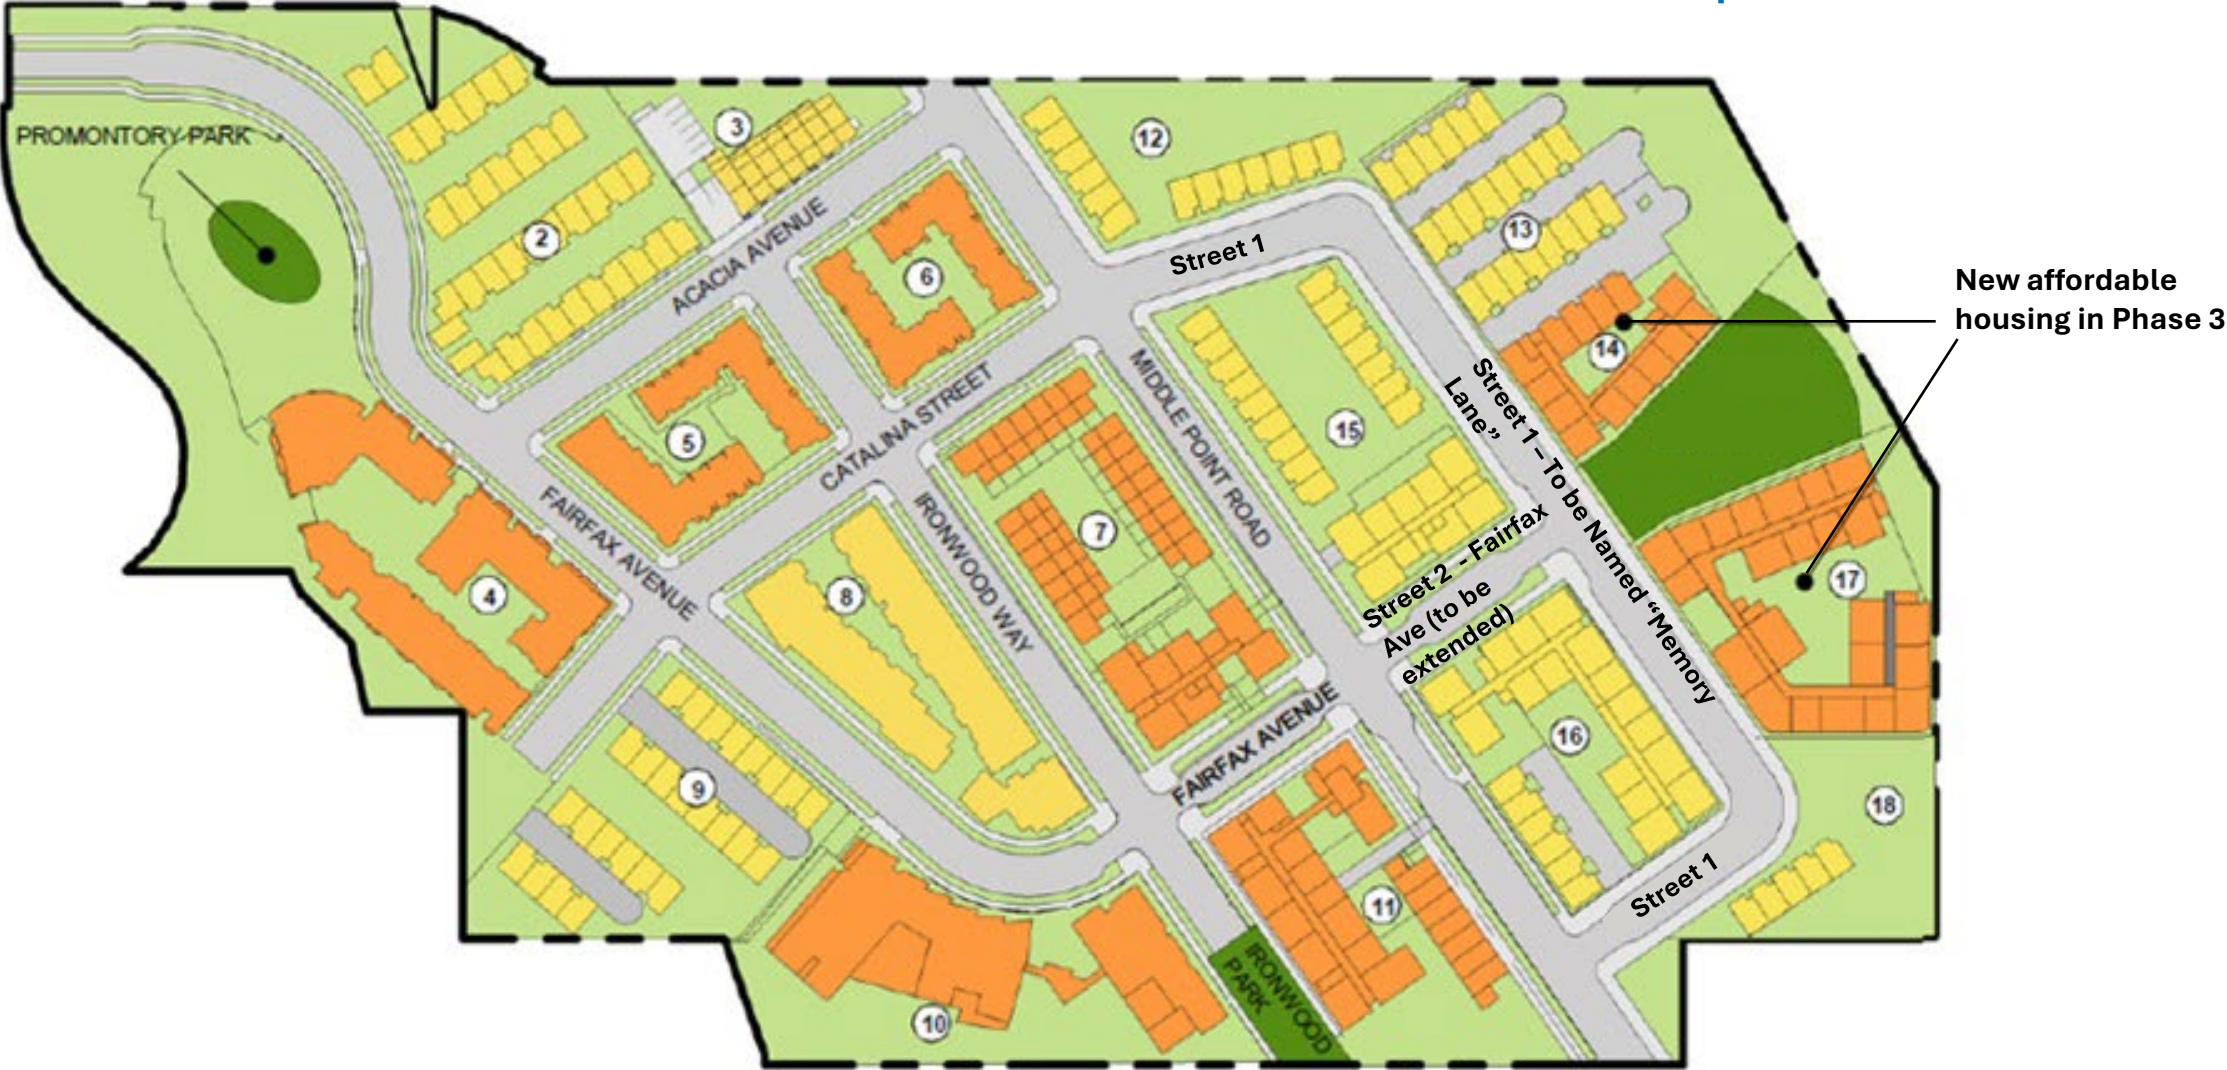 PROMONTORY PARK
3
12
2
13
ACACIA AVENUE
6
Street 1
New affordable
housing in Phase 3
14
5
CATALINA STREET
MIDDLE POINT ROAD
15
Street 1 – To be Named “Memory
Lane”
FAIRFAX AVENUE
IRONWOOD WAY
7
Street 2 - Fairfax
Ave (to be
extended)
17
4
8
FAIRFAX AVENUE
16
9
18
Street 1
11
10
IRONWOOD
PARK